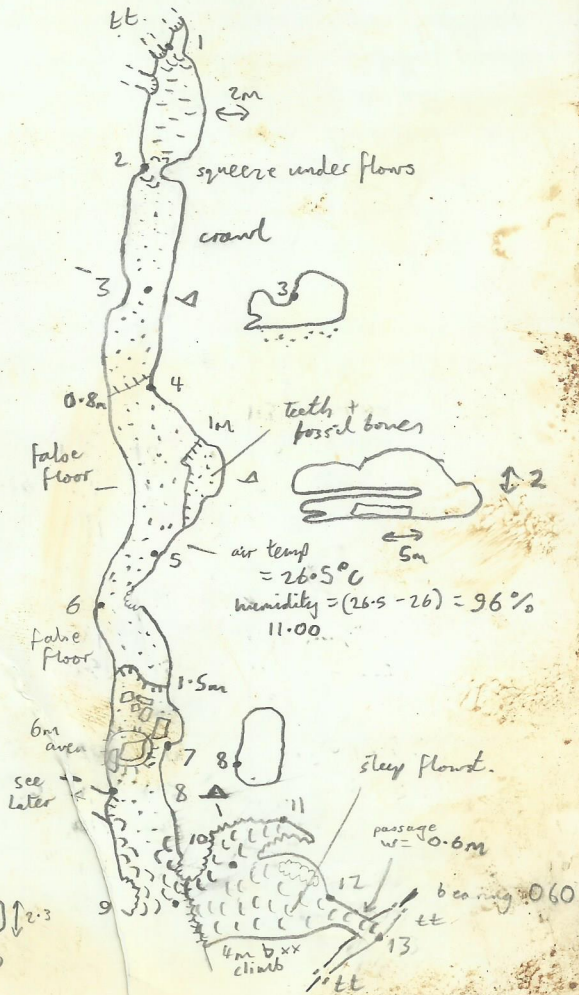 tt
1
2m
2
squeeze under flows
crawl
3
3
0.8m
4
1m
Teeth +
fossil bones
false
floor
2
5m
5
air temp
= 26.5°C
humidity = (26.5 - 26) = 96%
11.00
6
false
floor
1.5m
6m
aven
7
8
see
later
8
steep flowst.
11
10
passage
w = 0.6m
12
bearing 060
tt
9
2.3
4m
climb
13
tt